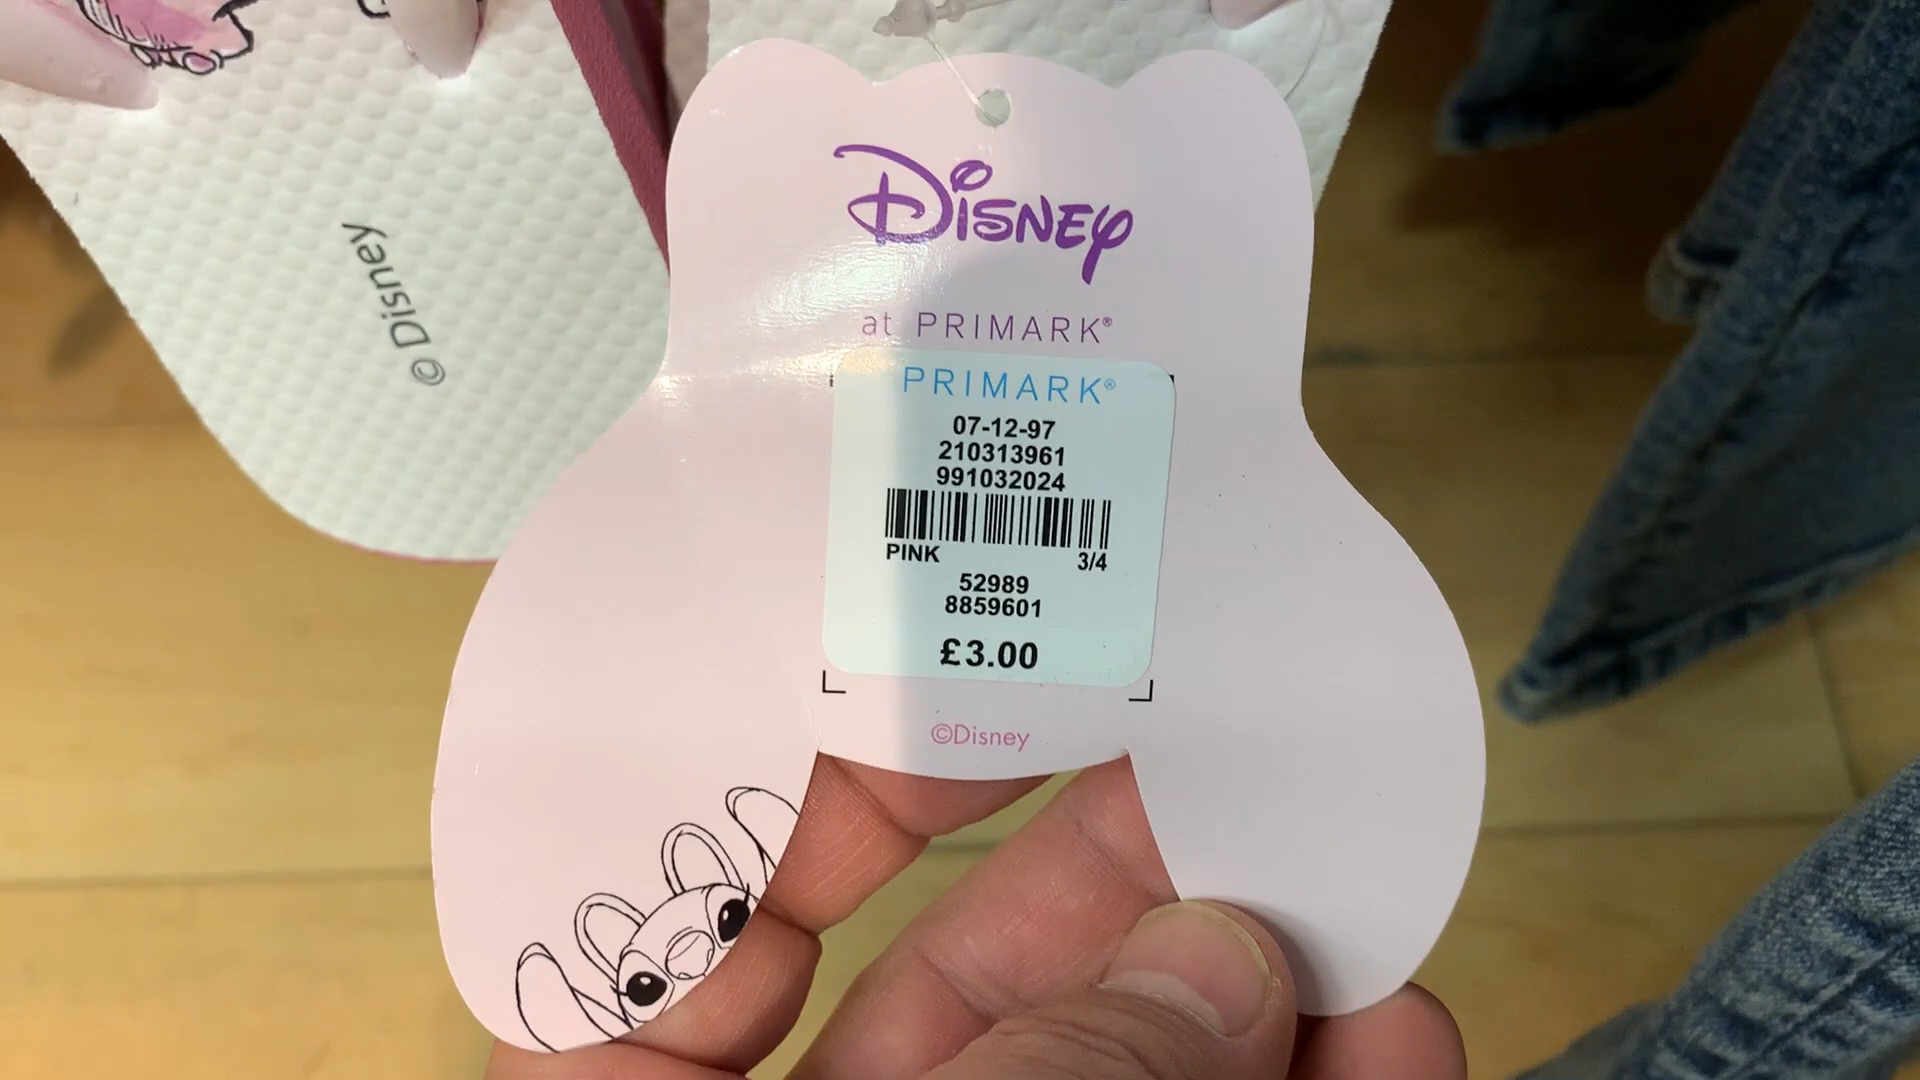 © Disney
Disney
at PRIMARK®
PRIMARK®
07-12-97
210313961
991032024
PINK 3/4
52989
8859601
£3.00
©Disney